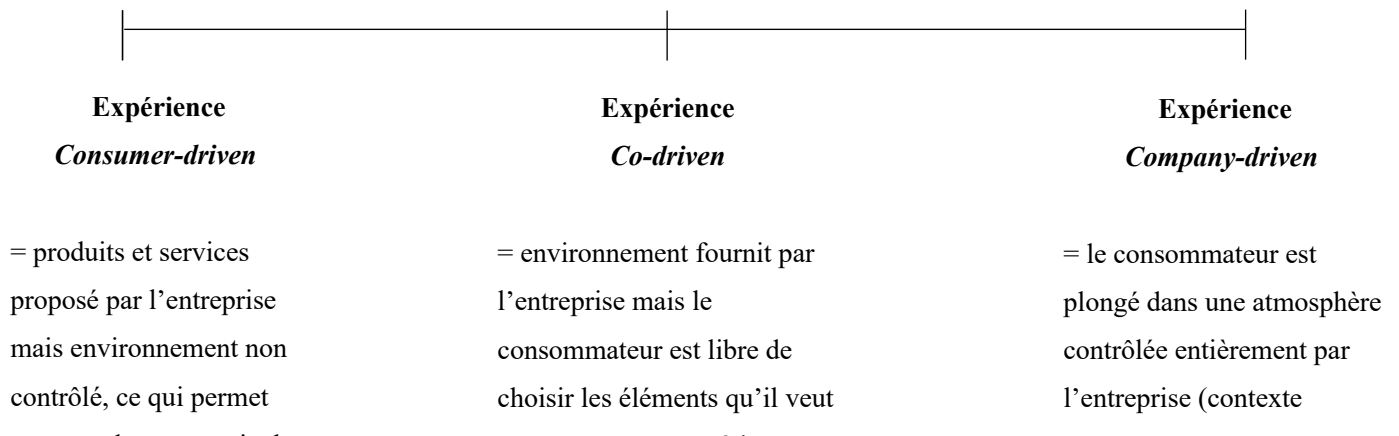 Expérience
Consumer-driven
= produits et services
proposé par l’entreprise
mais environnement non
contrôlé, ce qui permet
Expérience
Co-driven
= environnement fournit par
l’entreprise mais le
consommateur est libre de
choisir les éléments qu’il veut
Expérience
Company-driven
= le consommateur est
plongé dans une atmosphère
contrôlée entièrement par
l’entreprise (contexte